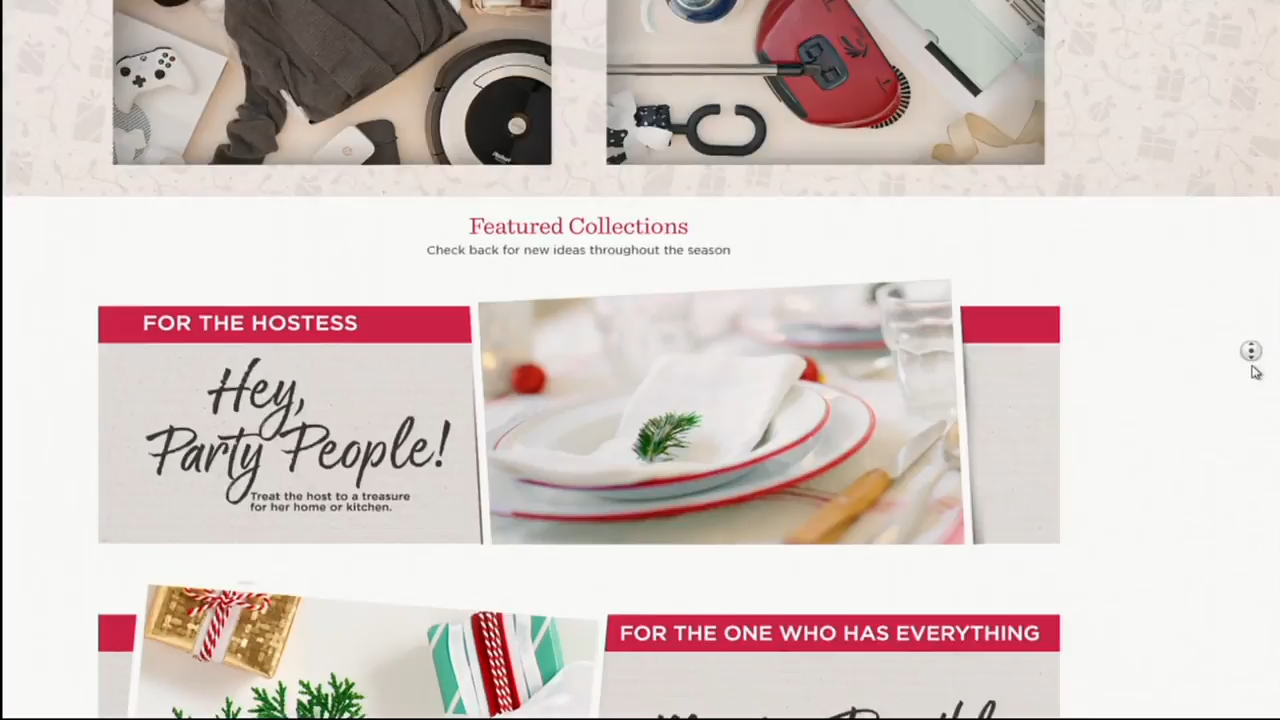 Featured Collections
Check back for new ideas throughout the season
FOR THE HOSTESS
Hey,
Party People!
Treat the host to a treasure
for her home or kitchen.
FOR THE ONE WHO HAS EVERYTHING